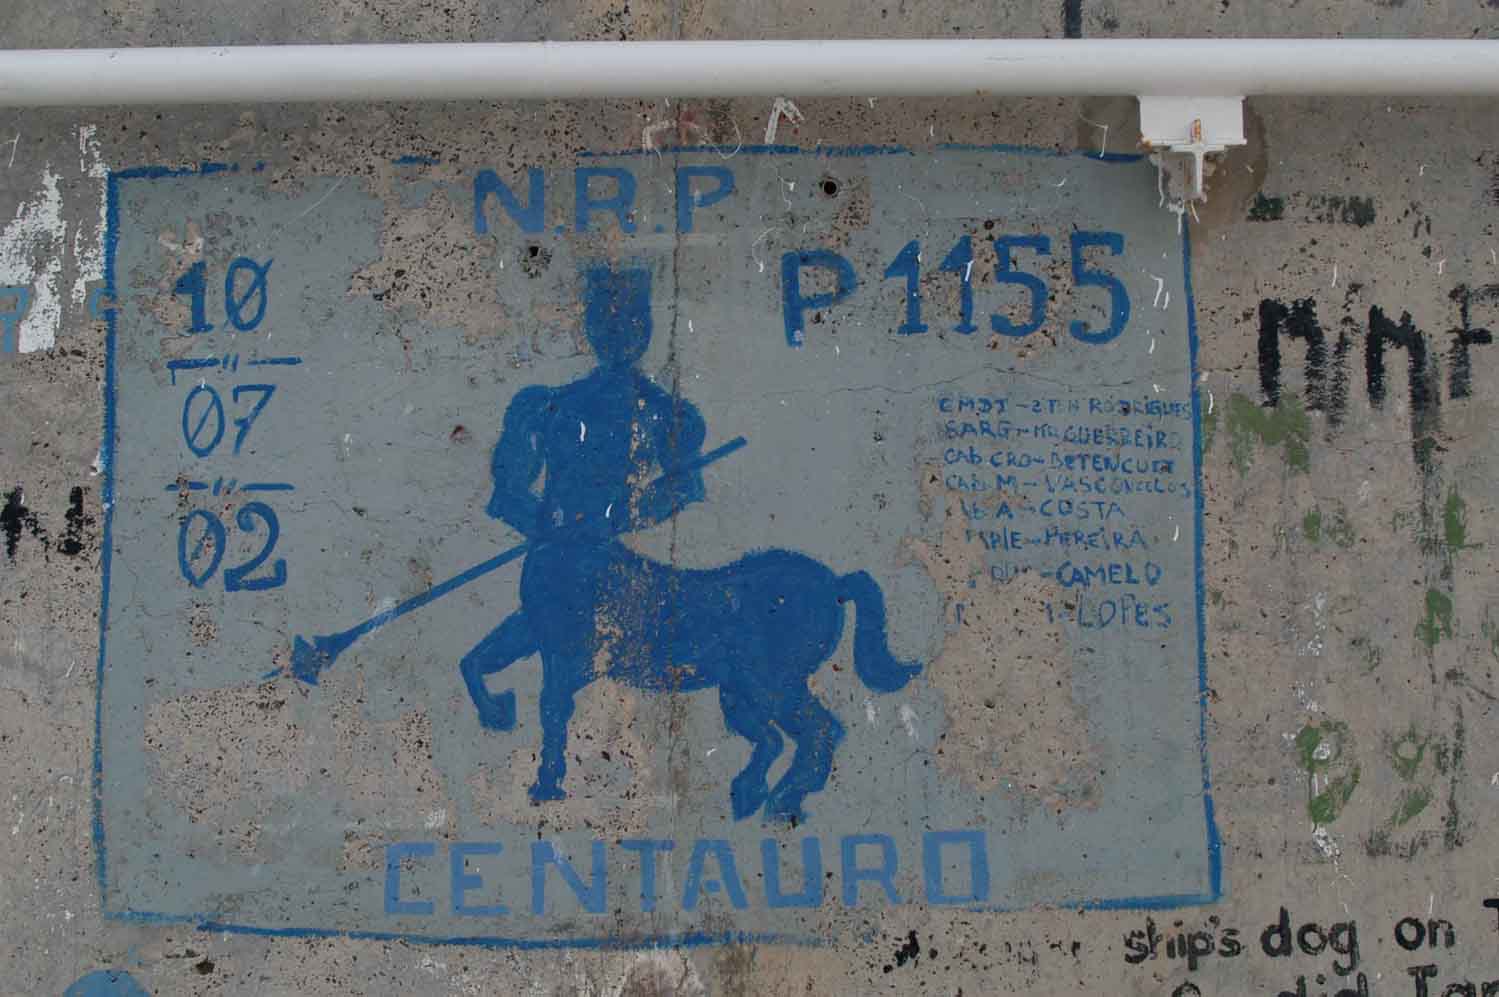 N.R.P
P1155
10
07
02
CMDT - 2TEN RODRIGUES
SARG - MQ GUERREIRO
CAB CRO - BETENCURT
CAB M - VASCONCELOS
A - COSTA
PEREIRA
CAMELO
LOPES
CENTAURO
N
ship's dog on
did